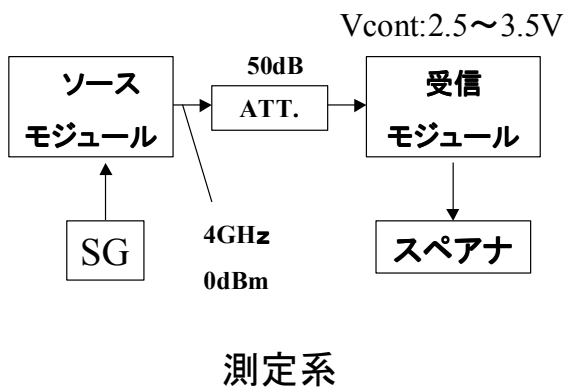 Vcont:2.5～3.5V
ソース
モジュール
50dB
ATT.
受信
モジュール
SG
4GHz
0dBm
スペアナ
測定系